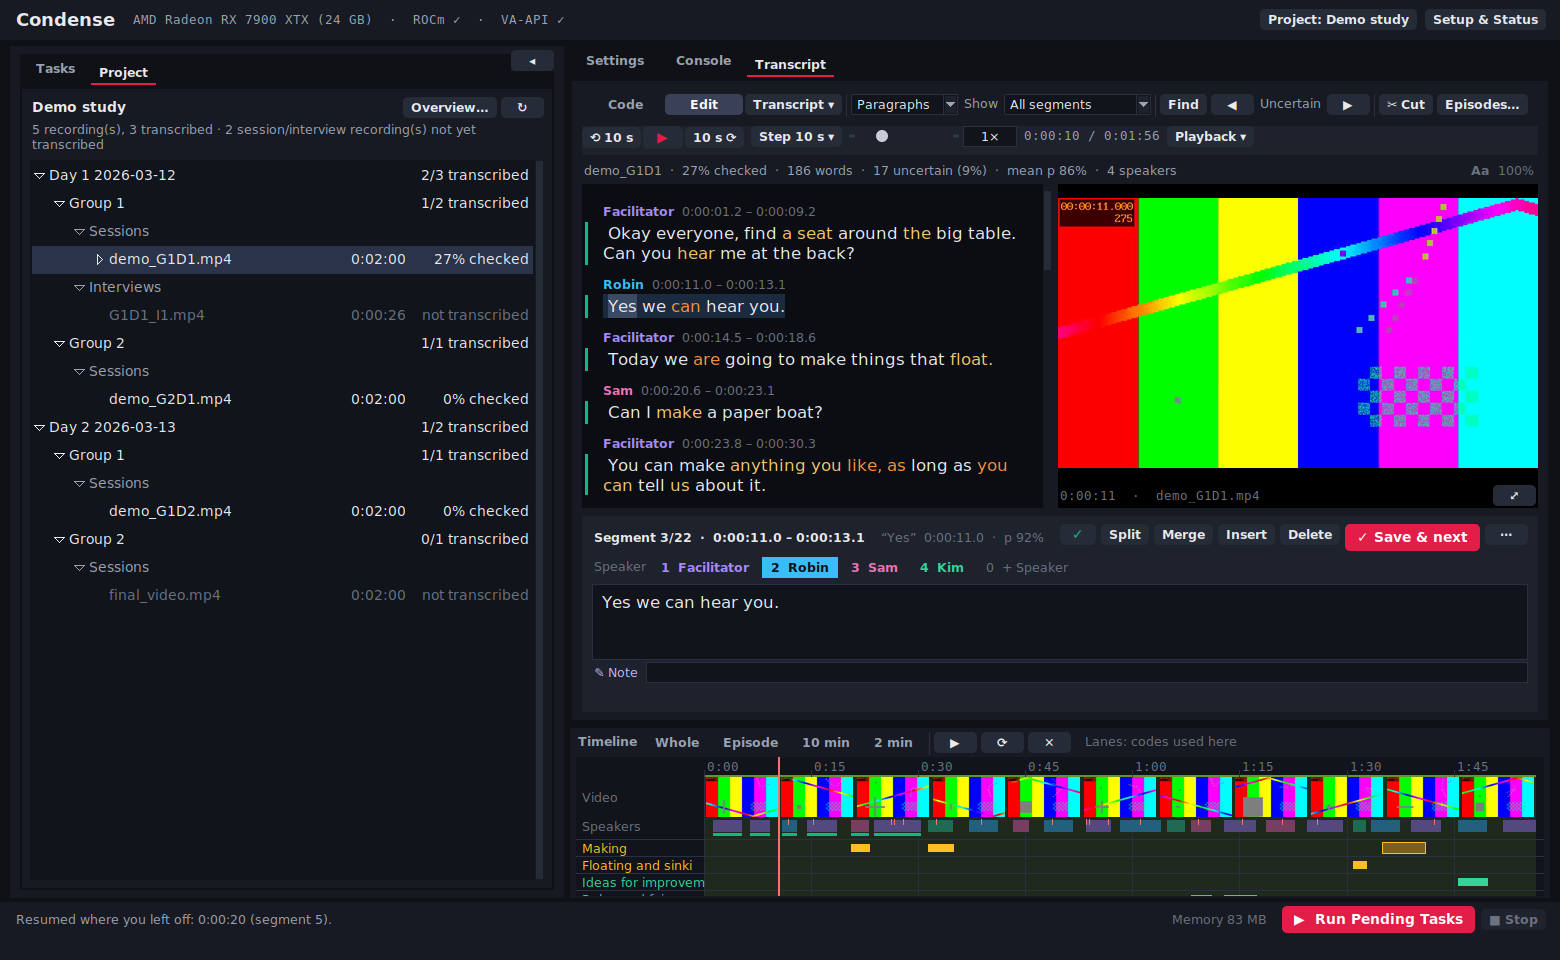 Condense AMD Radeon RX 7900 XTX (24 GB) · ROCm ✓ · VA-API ✓ Project: Demo study Setup & Status
Tasks Project ◂
Demo study Overview… ↻
5 recording(s), 3 transcribed · 2 session/interview recording(s) not yet
transcribed
Day 1 2026-03-12 2/3 transcribed
Group 1 1/2 transcribed
Sessions
demo_G1D1.mp4 0:02:00 27% checked
Interviews
G1D1_I1.mp4 0:00:26 not transcribed
Group 2 1/1 transcribed
Sessions
demo_G2D1.mp4 0:02:00 0% checked
Day 2 2026-03-13 1/2 transcribed
Group 1 1/1 transcribed
Sessions
demo_G1D2.mp4 0:02:00 0% checked
Group 2 0/1 transcribed
Sessions
final_video.mp4 0:02:00 not transcribed
Settings Console Transcript
Code Edit Transcript ▾ Paragraphs Show All segments Find ◀ Uncertain ▶ ✂ Cut Episodes…
⟲ 10 s ▶ 10 s ⟳ Step 10 s ▾ 1× 0:00:10 / 0:01:56 Playback ▾
demo_G1D1 · 27% checked · 186 words · 17 uncertain (9%) · mean p 86% · 4 speakers Aa 100%
Facilitator 0:00:01.2 – 0:00:09.2
Okay everyone, find a seat around the big table.
Can you hear me at the back?
Robin 0:00:11.0 – 0:00:13.1
Yes we can hear you.
Facilitator 0:00:14.5 – 0:00:18.6
Today we are going to make things that float.
Sam 0:00:20.6 – 0:00:23.1
Can I make a paper boat?
Facilitator 0:00:23.8 – 0:00:30.3
You can make anything you like, as long as you
can tell us about it.
00:00:11.000
275
0:00:11 · demo_G1D1.mp4 ⤢
Segment 3/22 · 0:00:11.0 – 0:00:13.1 “Yes” 0:00:11.0 · p 92% ✓ Split Merge Insert Delete ✓ Save & next …
Speaker 1 Facilitator 2 Robin 3 Sam 4 Kim 0 + Speaker
Yes we can hear you.
✎ Note
Timeline Whole Episode 10 min 2 min ▶ ⟳ ✕ Lanes: codes used here
0:00 0:15 0:30 0:45 1:00 1:15 1:30 1:45
Video
Speakers
Making
Floating and sinki
Ideas for improvem
Resumed where you left off: 0:00:20 (segment 5). Memory 83 MB ▶ Run Pending Tasks ■ Stop